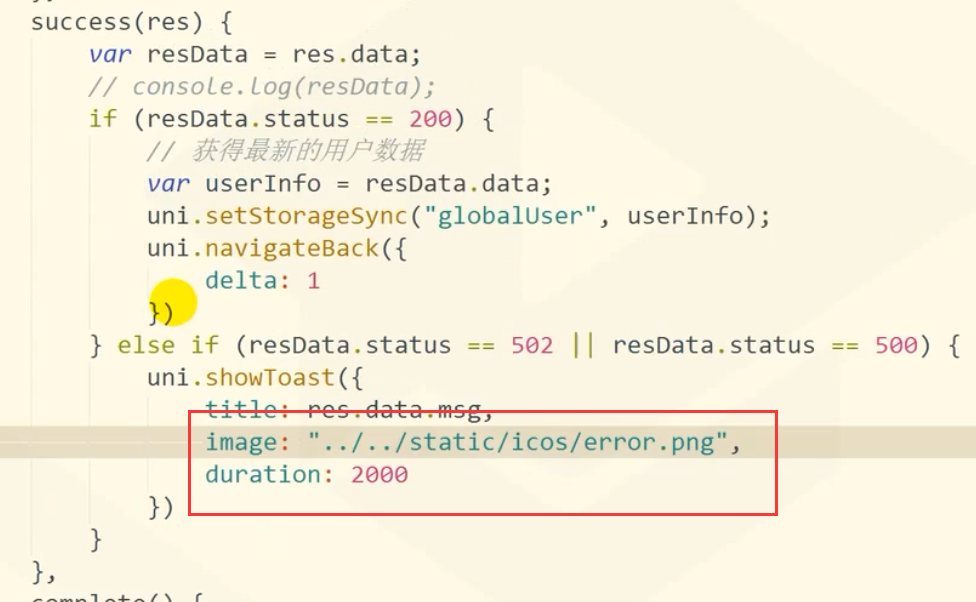 success(res) {
var resData = res.data;
// console.log(resData);
if (resData.status == 200) {
// 获得最新的用户数据
var userInfo = resData.data;
uni.setStorageSync("globalUser", userInfo);
uni.navigateBack({
delta: 1
})
} else if (resData.status == 502 || resData.status == 500) {
uni.showToast({
title: res.data.msg,
image: "../../static/icos/error.png",
duration: 2000
})
}
},
complete() {